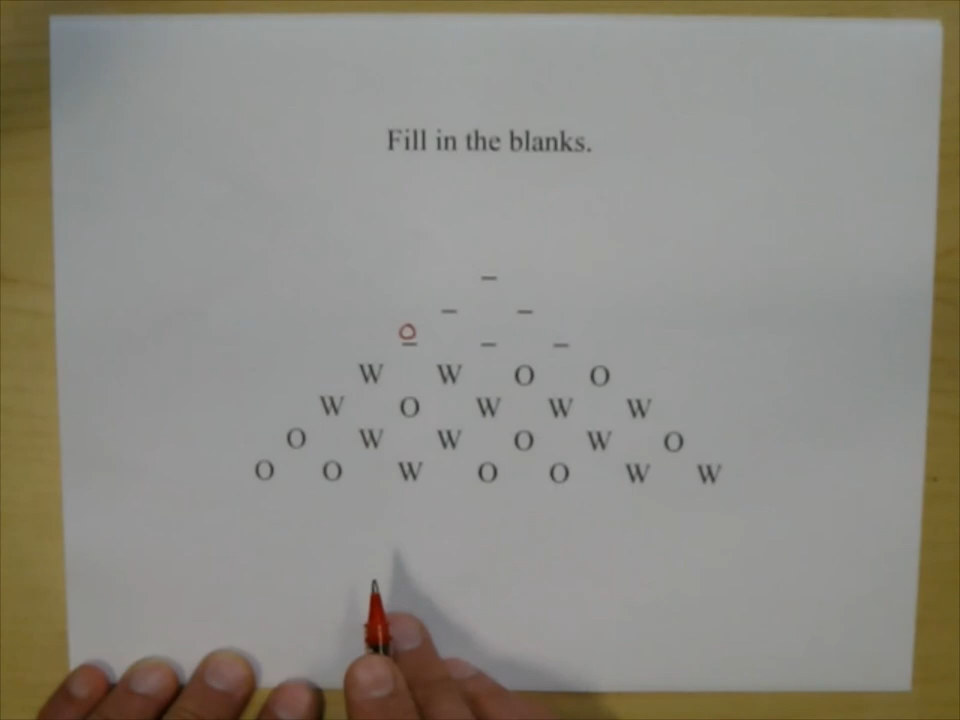 Fill in the blanks.
_
_ _
O _ _
W W O O
W O W W W
O W W O W O
O O W O O W W